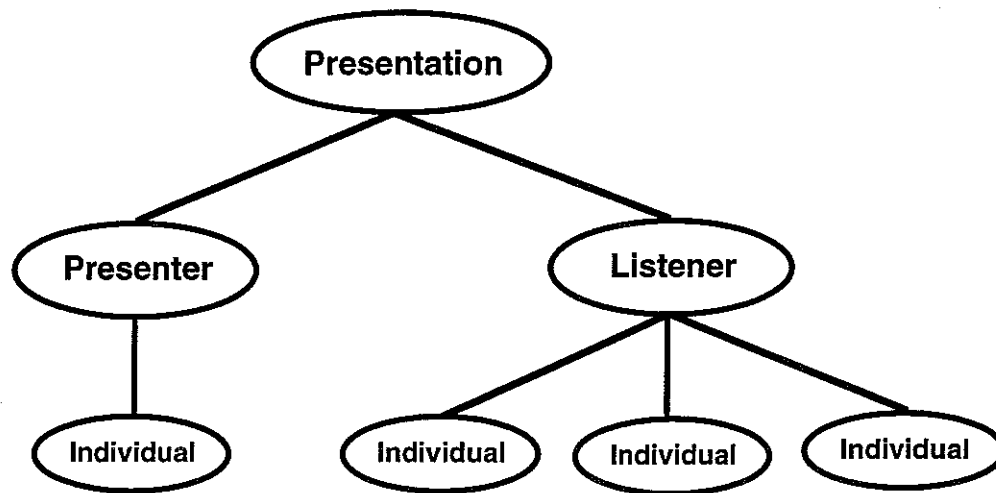 Presentation
Presenter
Listener
Individual
Individual
Individual
Individual